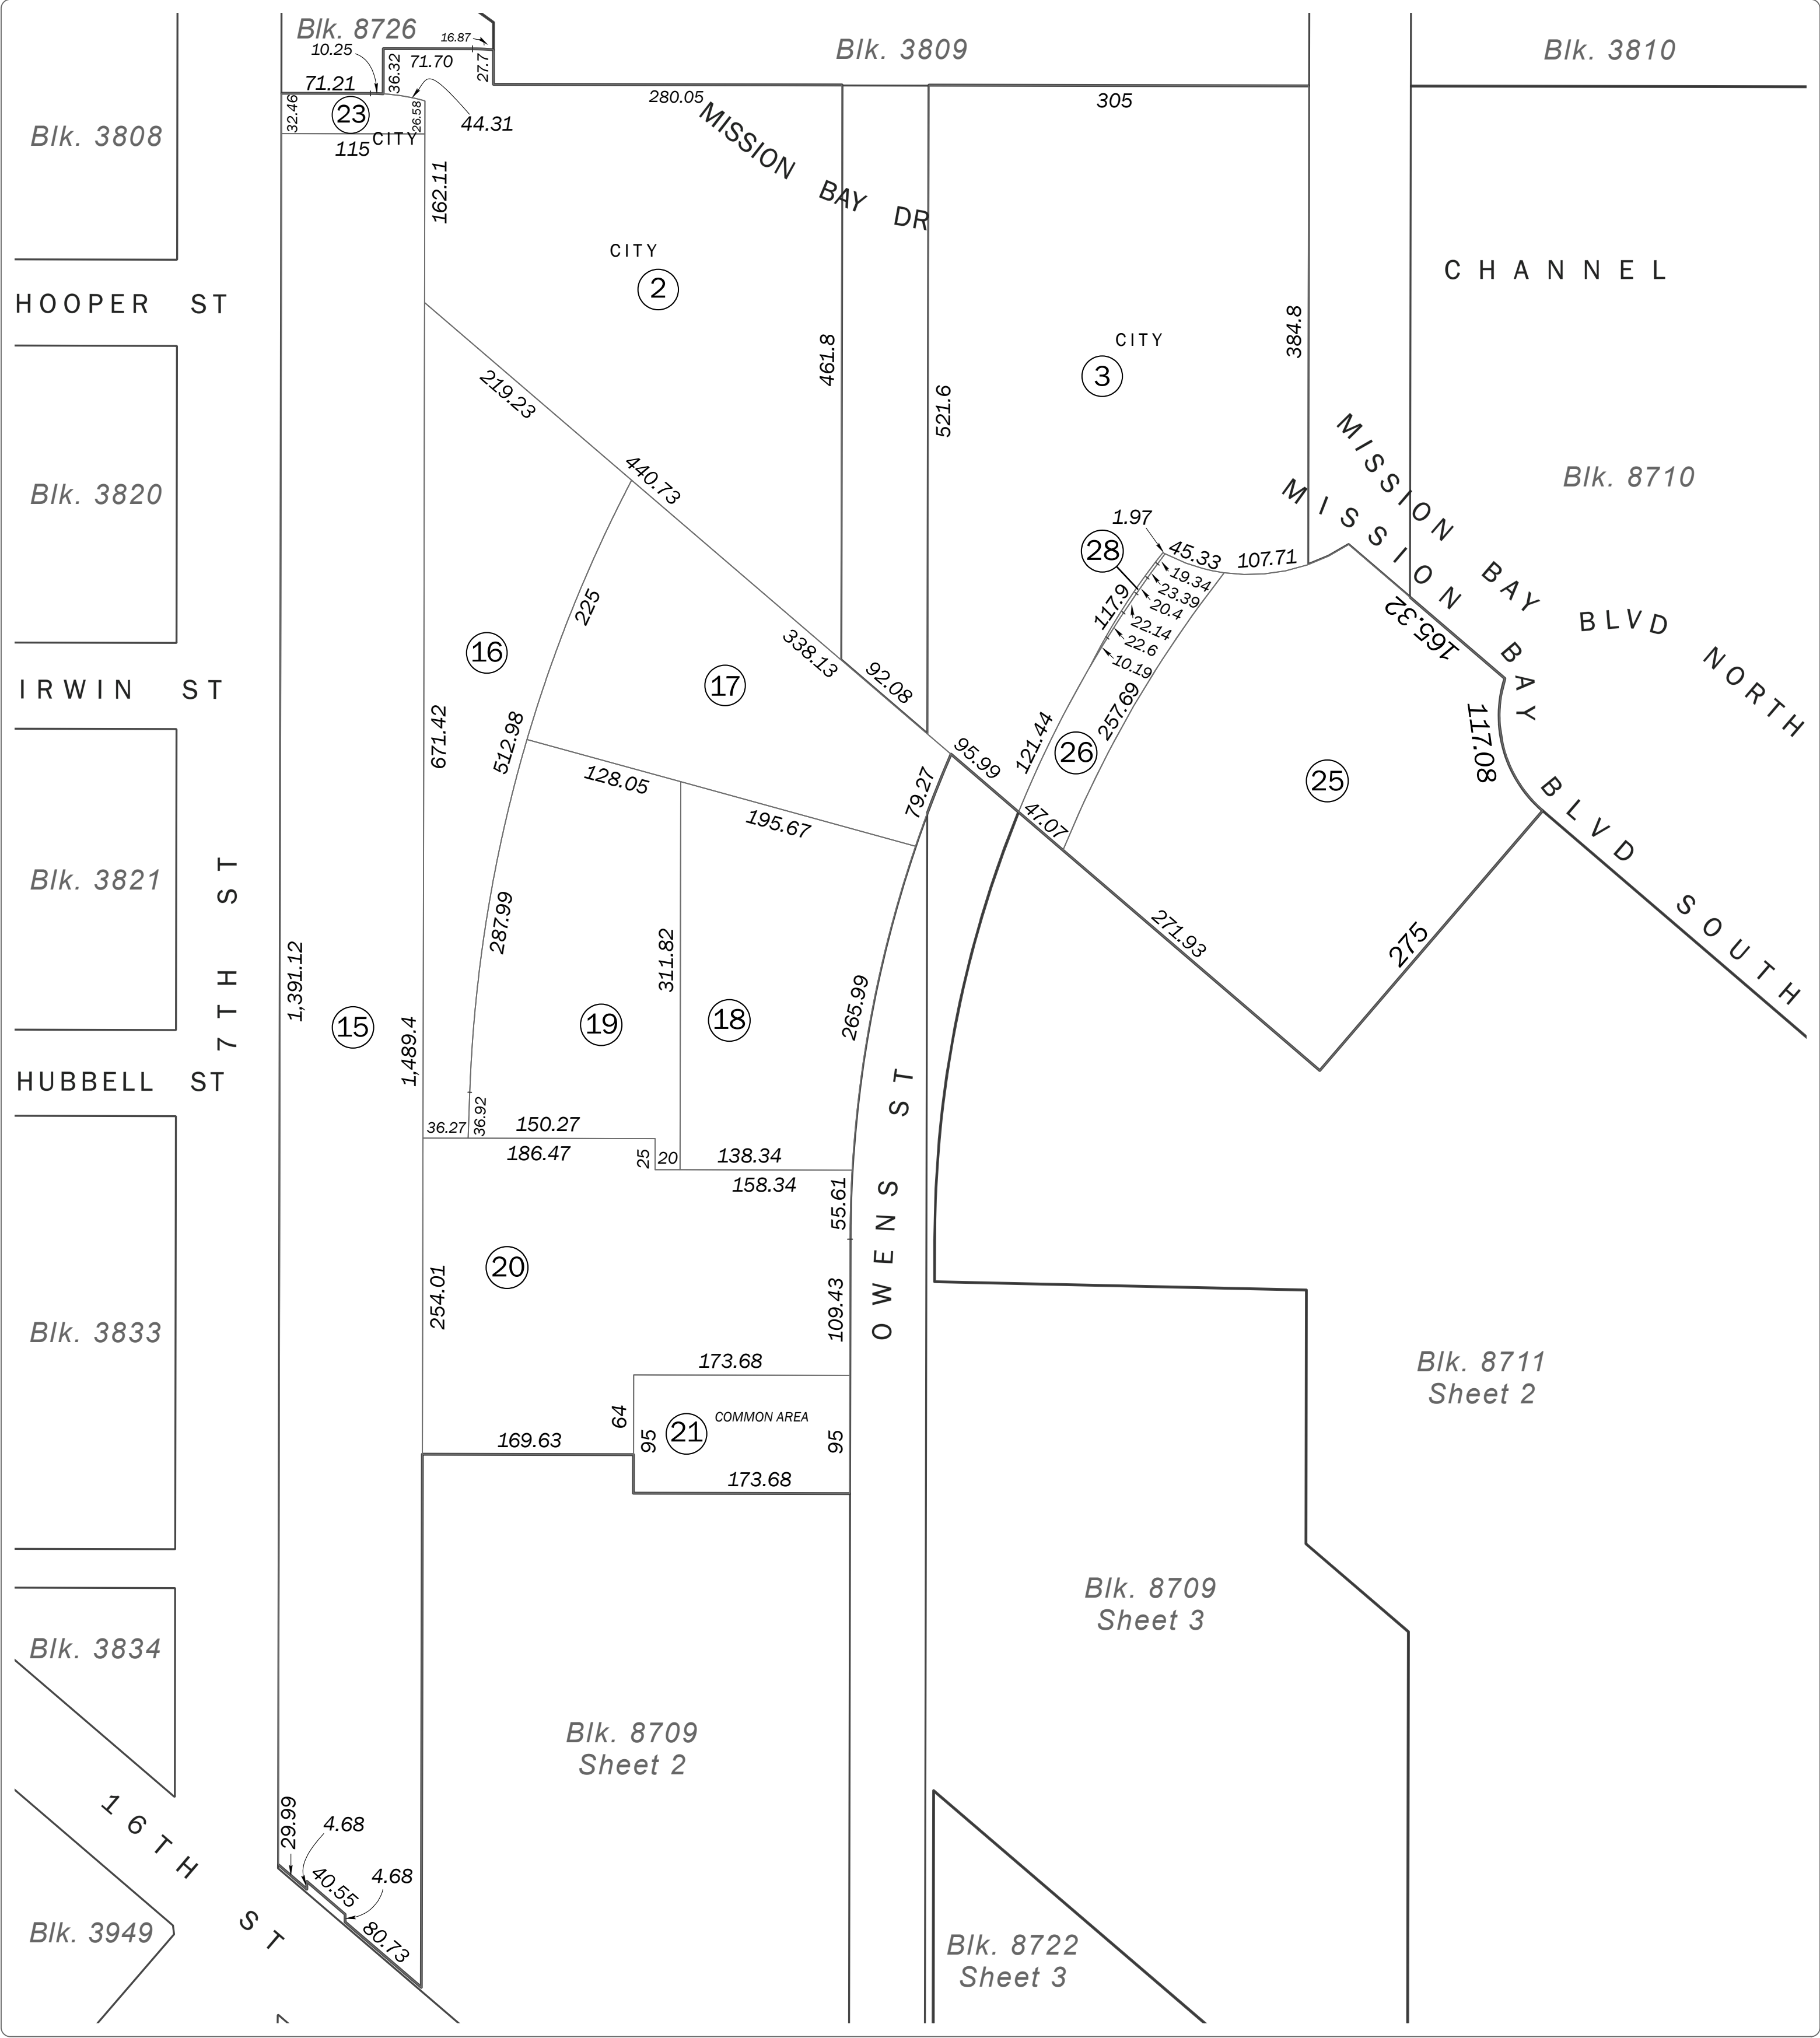 Blk. 8726
16.87
10.25
36.32
71.70
27.7
Blk. 3809
Blk. 3810
71.21
280.05
305
32.46
23
26.58
44.31
CITY
115
Blk. 3808
MISSION BAY DR
162.11
CITY
2
CHANNEL
HOOPER ST
461.8
384.8
CITY
3
521.6
219.23
440.73
Blk. 3820
Blk. 8710
MISSION BAY BLVD NORTH
MISSION BAY BLVD SOUTH
1.97
28
45.33
107.71
19.34
23.39
20.4
22.14
22.6
10.19
117.9
165.32
225
16
338.13
17
92.08
IRWIN ST
257.69
671.42
512.98
121.44
26
95.99
117.08
25
128.05
79.27
195.67
47.07
Blk. 3821
7TH ST
287.99
311.82
271.93
275
1,391.12
265.99
15
19
18
1,489.4
HUBBELL ST
OWENS ST
36.27
36.92
150.27
186.47
25
20
138.34
158.34
55.61
20
254.01
109.43
Blk. 3833
173.68
Blk. 8711
Sheet 2
64
95
21
COMMON AREA
95
169.63
173.68
Blk. 8709
Sheet 3
Blk. 3834
Blk. 8709
Sheet 2
16TH ST
29.99
4.68
40.55
4.68
80.73
Blk. 3949
Blk. 8722
Sheet 3
7